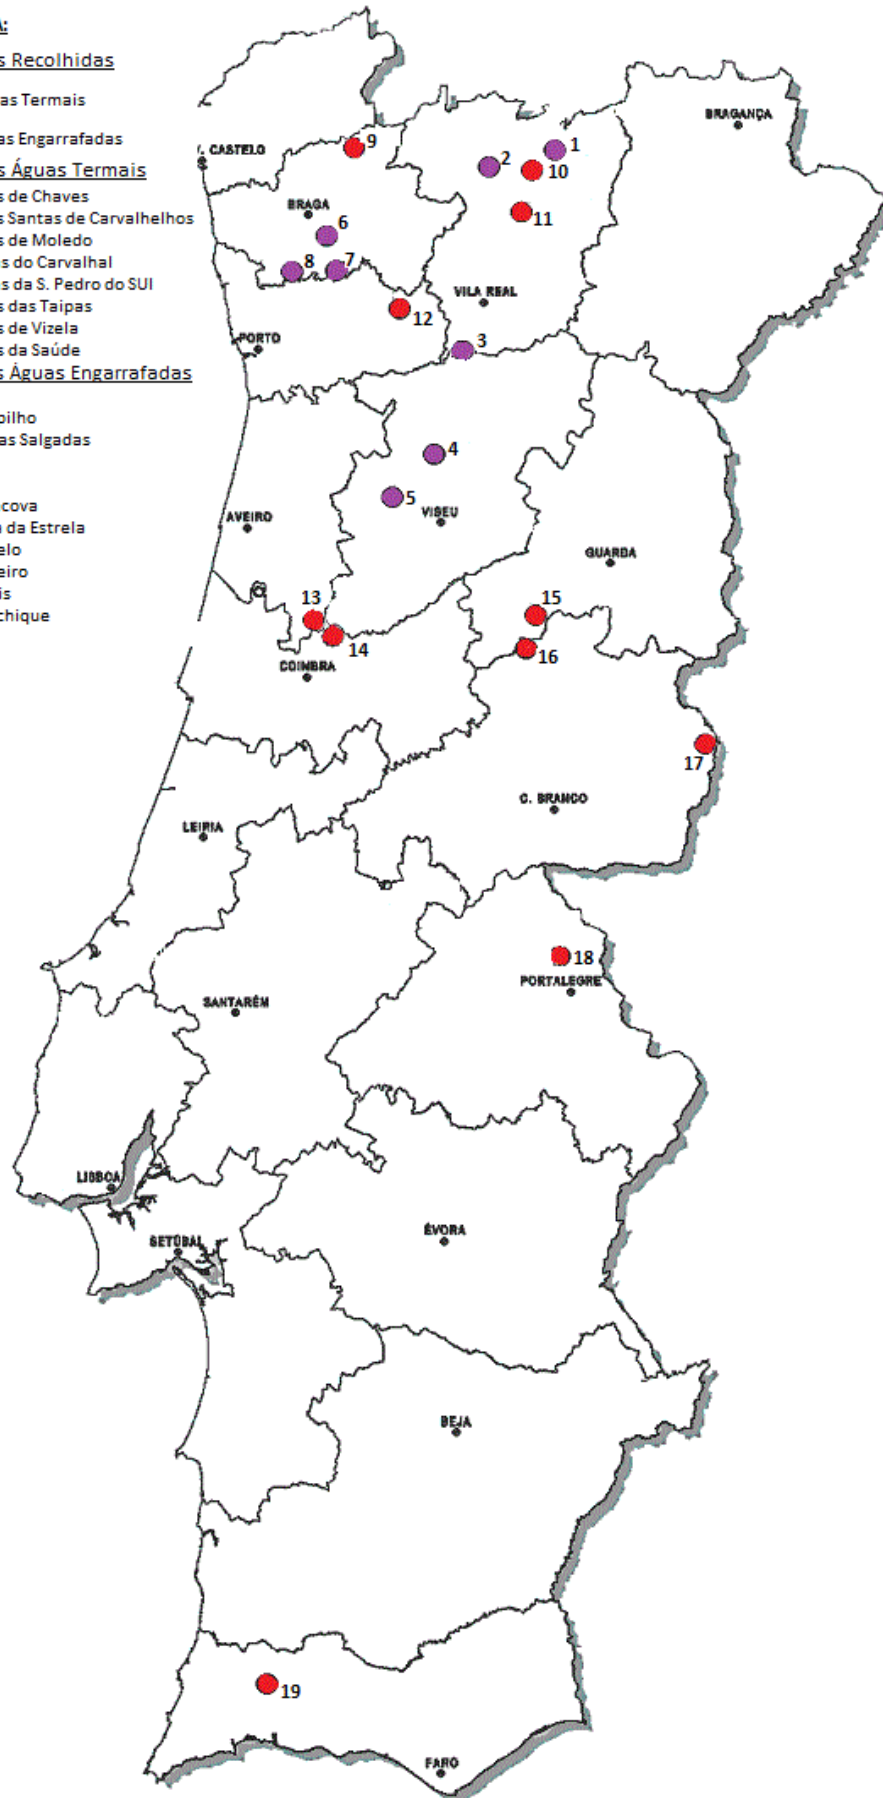 A:
s Recolhidas
as Termais
as Engarrafadas
s Águas Termais
s de Chaves
s Santas de Carvalhelhos
s de Moledo
as do Carvalhal
as da S. Pedro do SUl
s das Taipas
s de Vizela
s da Saúde
s Águas Engarrafadas
pilho
as Salgadas
cova
a da Estrela
elo
eiro
is
chique
BRAGANÇA
. CASTELO
9
2
1
10
BRAGA
11
6
8
7
VILA REAL
12
PORTO
3
4
5
VISEU
AVEIRO
GUARDA
13
15
14
16
COIMBRA
17
C. BRANCO
LEIRIA
18
PORTALEGRE
SANTARÉM
LISBOA
ÉVORA
SETÚBAL
BEJA
19
FARO